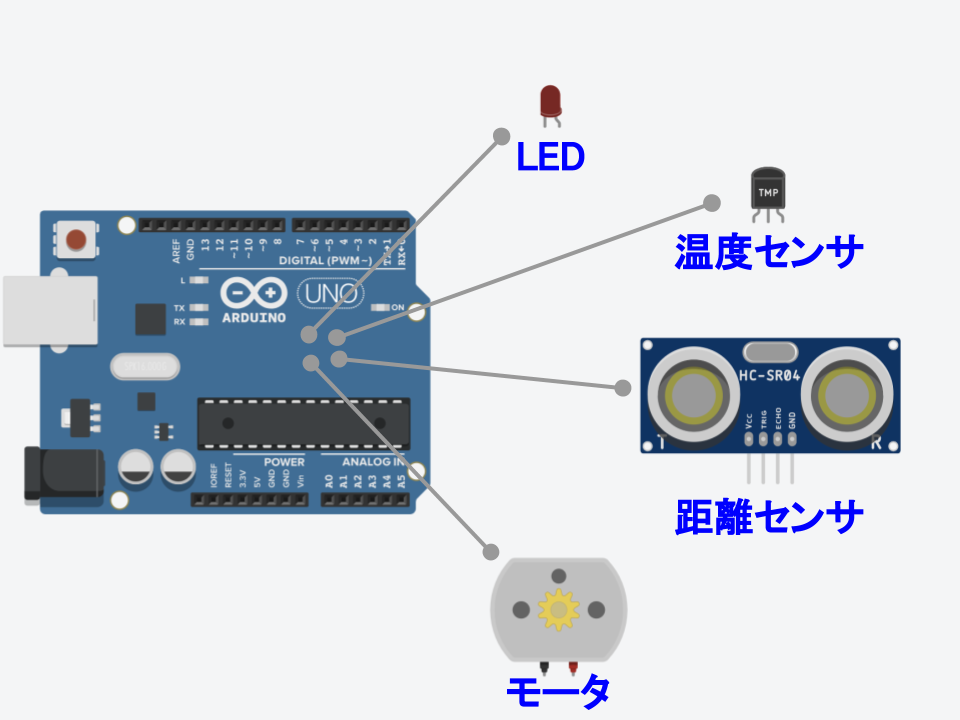 LED
TMP
温度センサ
AREF
GND
13
12
~11
~10
~9
8
7
~6
~5
4
~3
2
TX→1
DIGITAL (PWM~)
L
TX
RX
ARDUINO
UNO
ON
HC-SR04
VCC
TRIG
ECHO
GND
T
R
距離センサ
POWER
ANALOG IN
IOREF
RESET
3.3V
5V
GND
GND
Vin
A0
A1
A2
A3
A4
A5
モータ